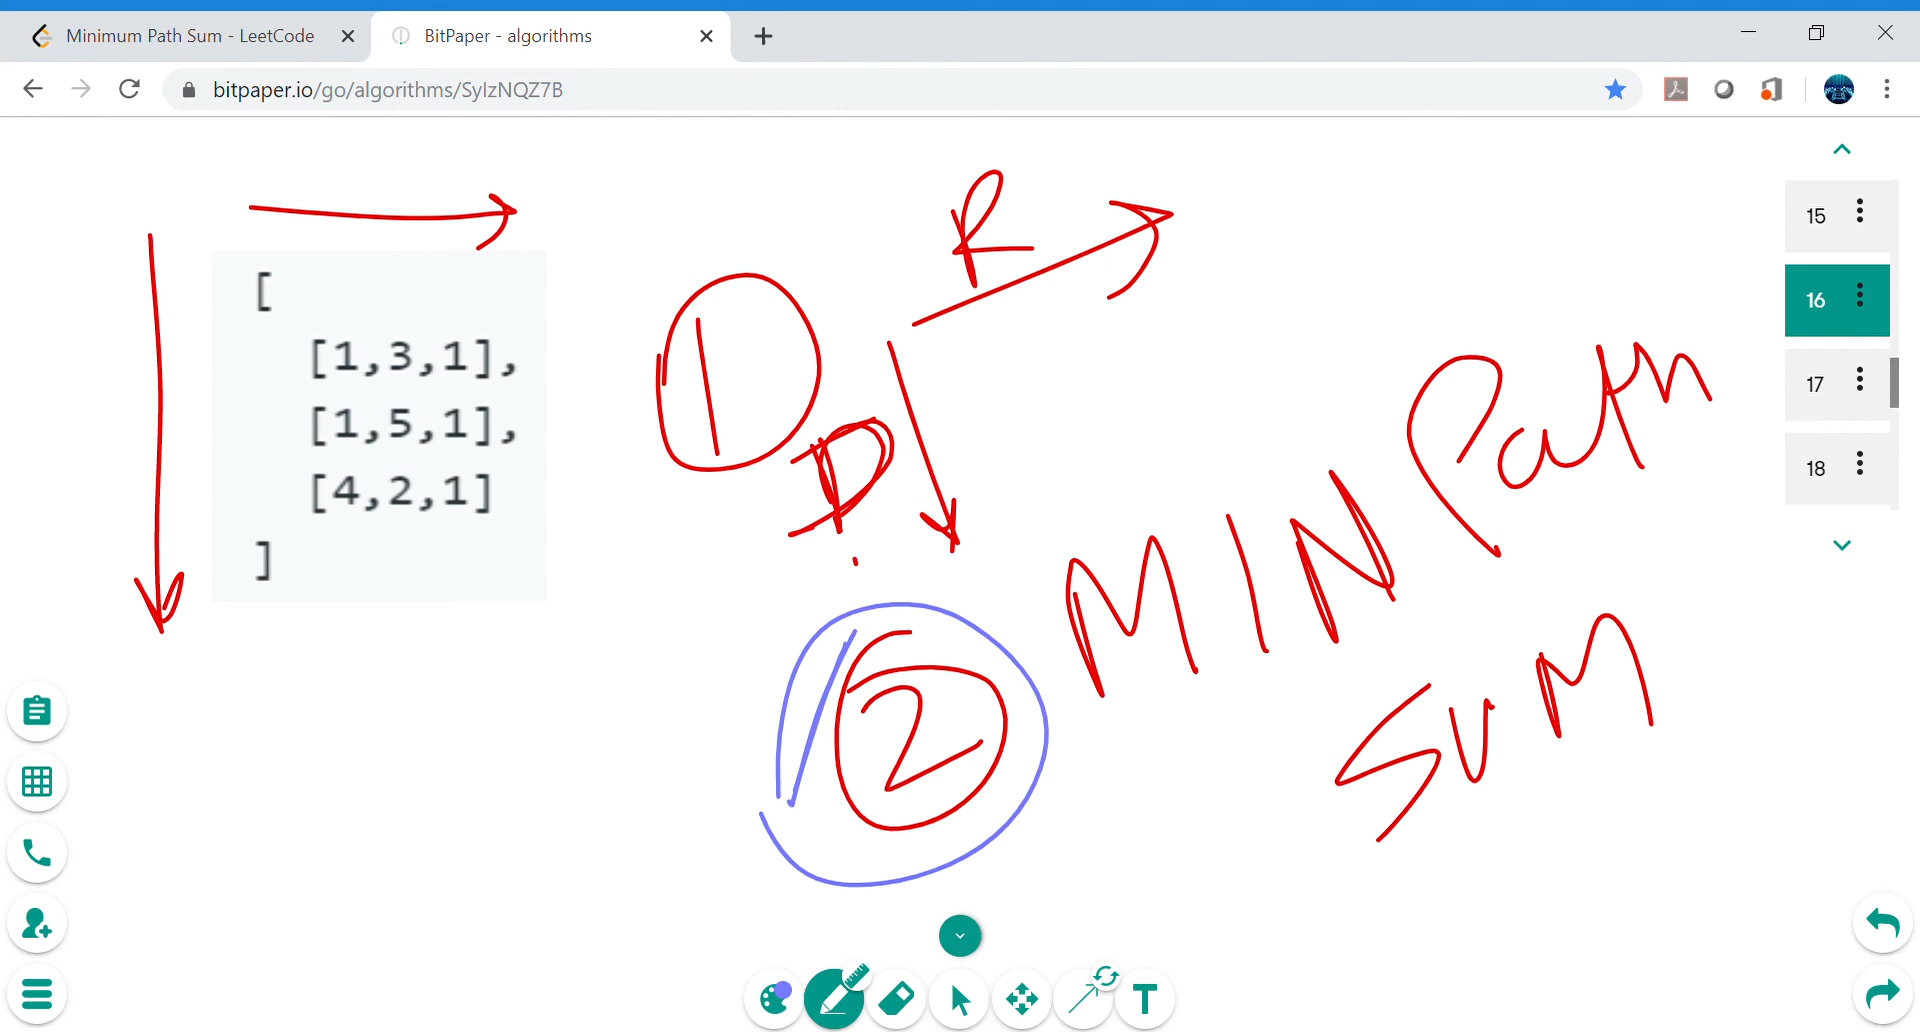 Minimum Path Sum - LeetCode
BitPaper - algorithms
bitpaper.io/go/algorithms/SyIzNQZ7B
[
[1,3,1],
[1,5,1],
[4,2,1]
]
R
1
D
2
MIN Path
SUM
15
16
17
18
T